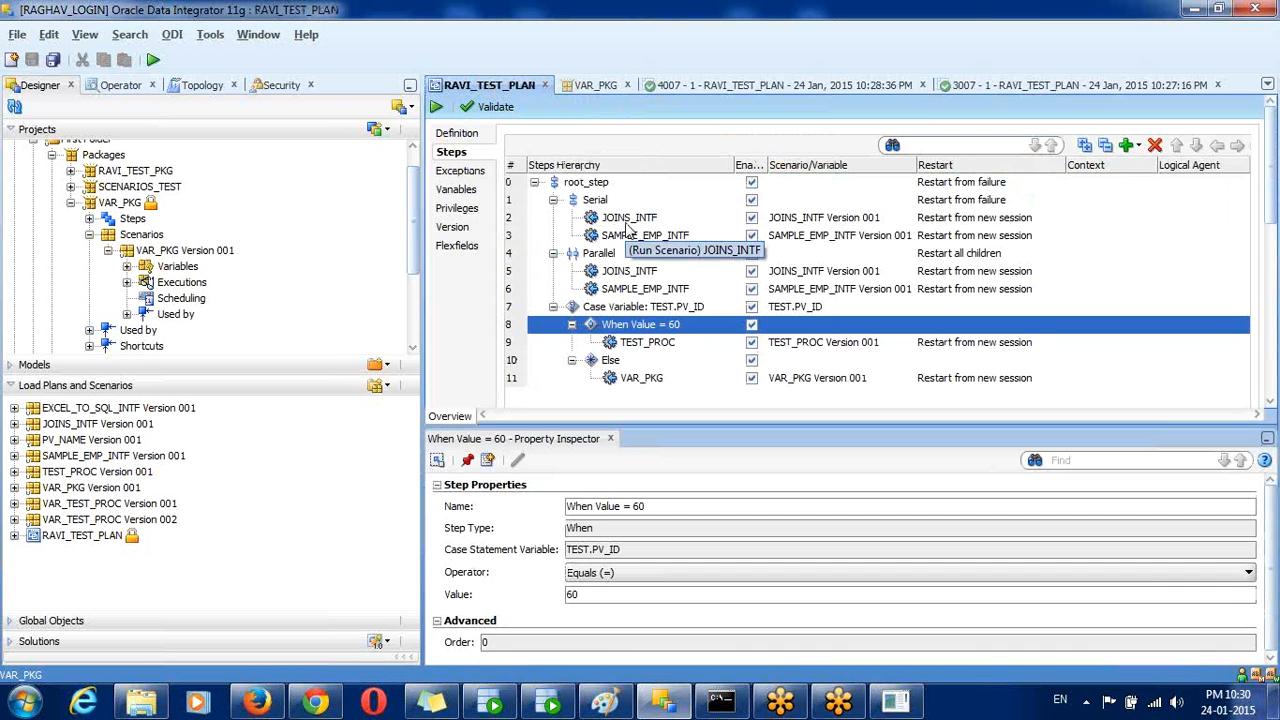 [RAGHAV_LOGIN] Oracle Data Integrator 11g : RAVI_TEST_PLAN
File Edit View Search ODI Tools Window Help
Designer Operator Topology Security
RAVI_TEST_PLAN VAR_PKG 4007 - 1 - RAVI_TEST_PLAN - 24 Jan, 2015 10:28:36 PM 3007 - 1 - RAVI_TEST_PLAN - 24 Jan, 2015 10:27:16 PM
Validate
Projects
First Folder
Packages
RAVI_TEST_PKG
SCENARIOS_TEST
VAR_PKG
Steps
Scenarios
VAR_PKG Version 001
Variables
Executions
Scheduling
Used by
Used by
Shortcuts
Models
Load Plans and Scenarios
EXCEL_TO_SQL_INTF Version 001
JOINS_INTF Version 001
PV_NAME Version 001
SAMPLE_EMP_INTF Version 001
TEST_PROC Version 001
VAR_PKG Version 001
VAR_TEST_PROC Version 001
VAR_TEST_PROC Version 002
RAVI_TEST_PLAN
Global Objects
Solutions
1.0
Definition
Steps
Exceptions
Variables
Privileges
Version
Flexfields
# Steps Hierarchy Ena... Scenario/Variable Restart Context Logical Agent
0 root_step Restart from failure
1 Serial Restart from failure
2 JOINS_INTF JOINS_INTF Version 001 Restart from new session
3 SAMPLE_EMP_INTF SAMPLE_EMP_INTF Version 001 Restart from new session
(Run Scenario) JOINS_INTF
4 Parallel Restart all children
5 JOINS_INTF JOINS_INTF Version 001 Restart from new session
6 SAMPLE_EMP_INTF SAMPLE_EMP_INTF Version 001 Restart from new session
7 Case Variable: TEST.PV_ID TEST.PV_ID
8 When Value = 60
9 TEST_PROC TEST_PROC Version 001 Restart from new session
10 Else
11 VAR_PKG VAR_PKG Version 001 Restart from new session
Overview
When Value = 60 - Property Inspector
Find
Step Properties
Name: When Value = 60
Step Type: When
Case Statement Variable: TEST.PV_ID
Operator: Equals (=)
Value: 60
Advanced
Order: 0
VAR_PKG
EN
PM 10:30
24-01-2015